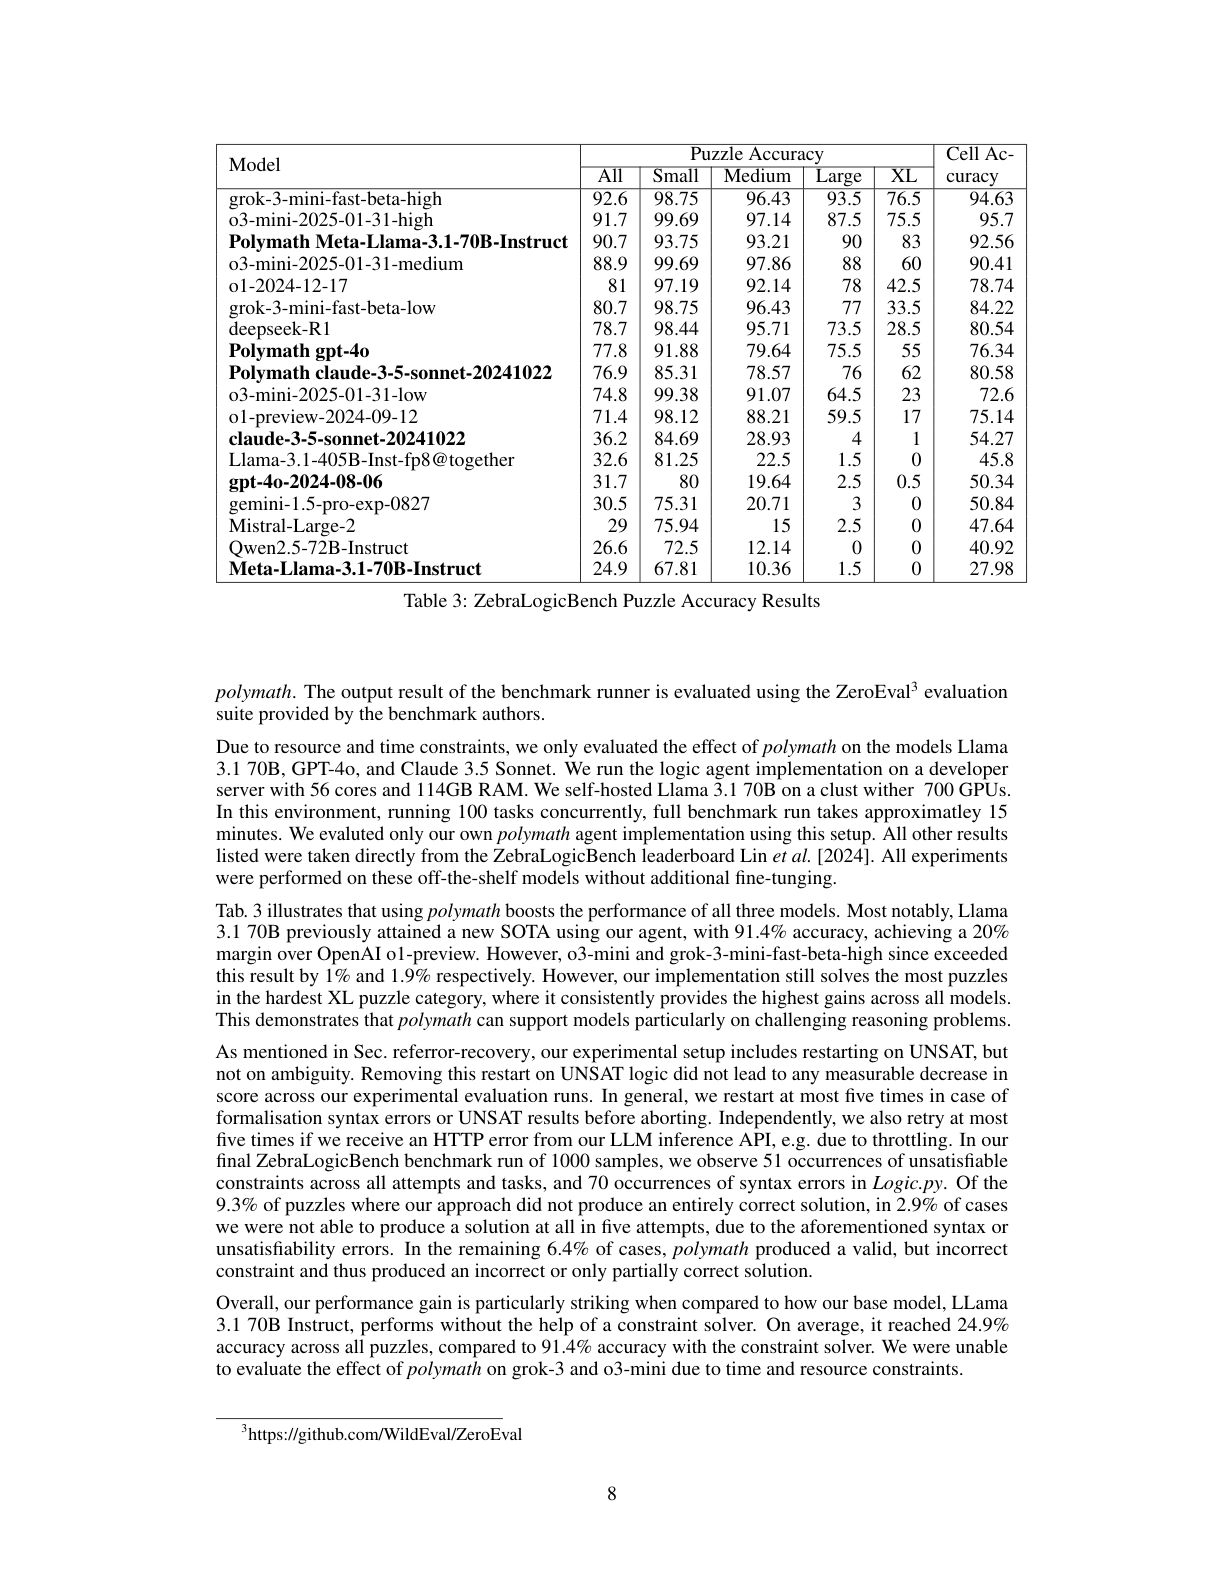 Model Puzzle Accuracy Cell Ac-
All Small Medium Large XL curacy
grok-3-mini-fast-beta-high 92.6 98.75 96.43 93.5 76.5 94.63
o3-mini-2025-01-31-high 91.7 99.69 97.14 87.5 75.5 95.7
Polymath Meta-Llama-3.1-70B-Instruct 90.7 93.75 93.21 90 83 92.56
o3-mini-2025-01-31-medium 88.9 99.69 97.86 88 60 90.41
o1-2024-12-17 81 97.19 92.14 78 42.5 78.74
grok-3-mini-fast-beta-low 80.7 98.75 96.43 77 33.5 84.22
deepseek-R1 78.7 98.44 95.71 73.5 28.5 80.54
Polymath gpt-4o 77.8 91.88 79.64 75.5 55 76.34
Polymath claude-3-5-sonnet-20241022 76.9 85.31 78.57 76 62 80.58
o3-mini-2025-01-31-low 74.8 99.38 91.07 64.5 23 72.6
o1-preview-2024-09-12 71.4 98.12 88.21 59.5 17 75.14
claude-3-5-sonnet-20241022 36.2 84.69 28.93 4 1 54.27
Llama-3.1-405B-Inst-fp8@together 32.6 81.25 22.5 1.5 0 45.8
gpt-4o-2024-08-06 31.7 80 19.64 2.5 0.5 50.34
gemini-1.5-pro-exp-0827 30.5 75.31 20.71 3 0 50.84
Mistral-Large-2 29 75.94 15 2.5 0 47.64
Qwen2.5-72B-Instruct 26.6 72.5 12.14 0 0 40.92
Meta-Llama-3.1-70B-Instruct 24.9 67.81 10.36 1.5 0 27.98
Table 3: ZebraLogicBench Puzzle Accuracy Results
polymath. The output result of the benchmark runner is evaluated using the ZeroEval3 evaluation
suite provided by the benchmark authors.
Due to resource and time constraints, we only evaluated the effect of polymath on the models Llama
3.1 70B, GPT-4o, and Claude 3.5 Sonnet. We run the logic agent implementation on a developer
server with 56 cores and 114GB RAM. We self-hosted Llama 3.1 70B on a clust wither 700 GPUs.
In this environment, running 100 tasks concurrently, full benchmark run takes approximatley 15
minutes. We evaluted only our own polymath agent implementation using this setup. All other results
listed were taken directly from the ZebraLogicBench leaderboard Lin et al. [2024]. All experiments
were performed on these off-the-shelf models without additional fine-tunging.
Tab. 3 illustrates that using polymath boosts the performance of all three models. Most notably, Llama
3.1 70B previously attained a new SOTA using our agent, with 91.4% accuracy, achieving a 20%
margin over OpenAI o1-preview. However, o3-mini and grok-3-mini-fast-beta-high since exceeded
this result by 1% and 1.9% respectively. However, our implementation still solves the most puzzles
in the hardest XL puzzle category, where it consistently provides the highest gains across all models.
This demonstrates that polymath can support models particularly on challenging reasoning problems.
As mentioned in Sec. referror-recovery, our experimental setup includes restarting on UNSAT, but
not on ambiguity. Removing this restart on UNSAT logic did not lead to any measurable decrease in
score across our experimental evaluation runs. In general, we restart at most five times in case of
formalisation syntax errors or UNSAT results before aborting. Independently, we also retry at most
five times if we receive an HTTP error from our LLM inference API, e.g. due to throttling. In our
final ZebraLogicBench benchmark run of 1000 samples, we observe 51 occurrences of unsatisfiable
constraints across all attempts and tasks, and 70 occurrences of syntax errors in Logic.py. Of the
9.3% of puzzles where our approach did not produce an entirely correct solution, in 2.9% of cases
we were not able to produce a solution at all in five attempts, due to the aforementioned syntax or
unsatisfiability errors. In the remaining 6.4% of cases, polymath produced a valid, but incorrect
constraint and thus produced an incorrect or only partially correct solution.
Overall, our performance gain is particularly striking when compared to how our base model, LLama
3.1 70B Instruct, performs without the help of a constraint solver. On average, it reached 24.9%
accuracy across all puzzles, compared to 91.4% accuracy with the constraint solver. We were unable
to evaluate the effect of polymath on grok-3 and o3-mini due to time and resource constraints.
3https://github.com/WildEval/ZeroEval
8